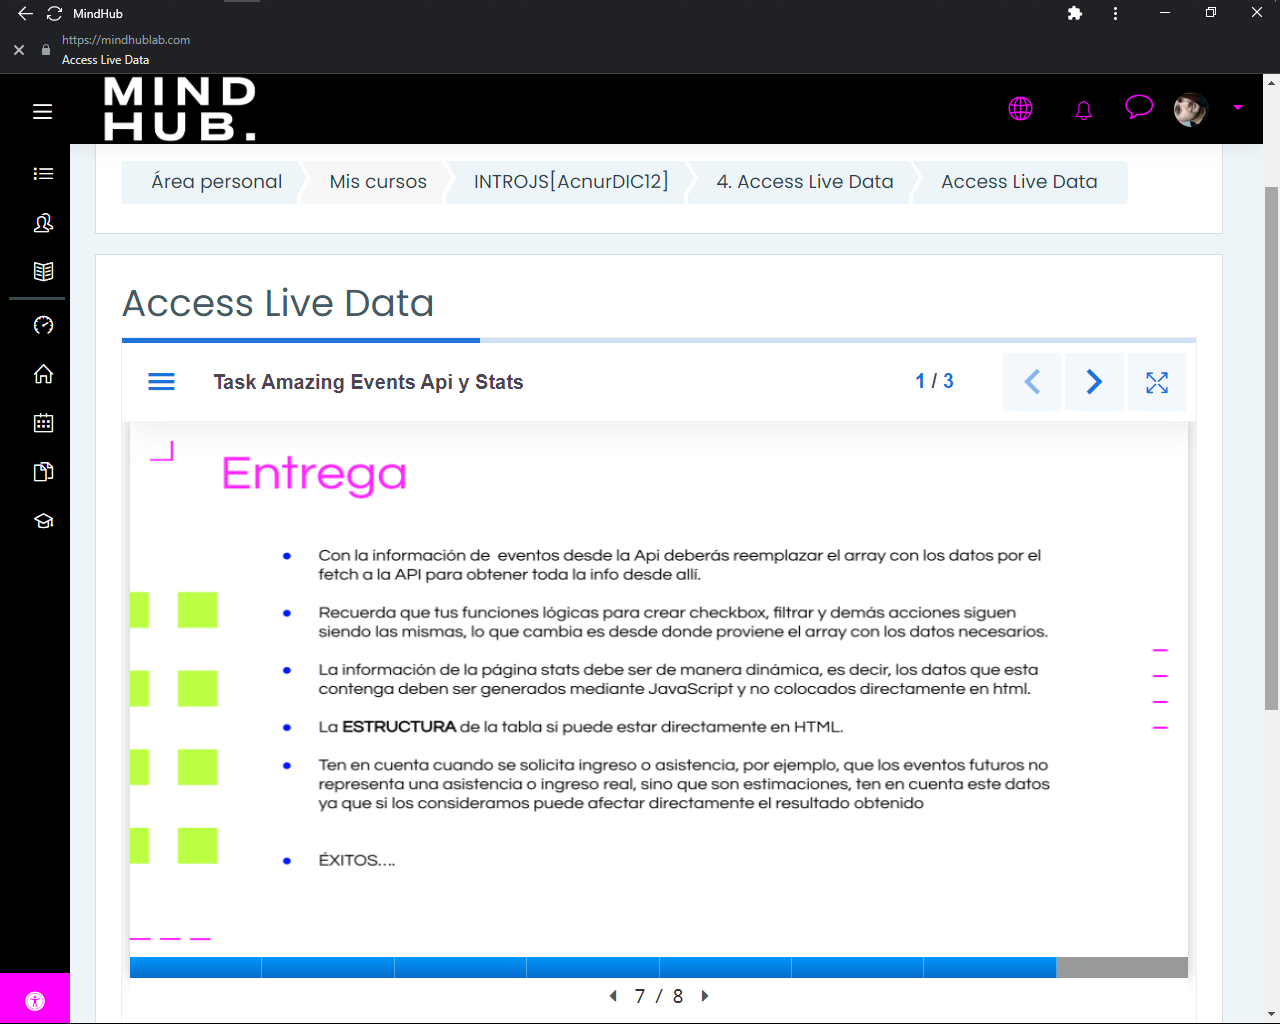 MindHub
https://mindhublab.com
Access Live Data
MIND
HUB.
Área personal
Mis cursos
INTROJS[AcnurDIC12]
4. Access Live Data
Access Live Data
Access Live Data
Task Amazing Events Api y Stats
1 / 3
Entrega
Con la información de eventos desde la Api deberás reemplazar el array con los datos por el
fetch a la API para obtener toda la info desde allí.
Recuerda que tus funciones lógicas para crear checkbox, filtrar y demás acciones siguen
siendo las mismas, lo que cambia es desde donde proviene el array con los datos necesarios.
La información de la página stats debe ser de manera dinámica, es decir, los datos que esta
contenga deben ser generados mediante JavaScript y no colocados directamente en html.
La ESTRUCTURA de la tabla si puede estar directamente en HTML.
Ten en cuenta cuando se solicita ingreso o asistencia, por ejemplo, que los eventos futuros no
representa una asistencia o ingreso real, sino que son estimaciones, ten en cuenta este datos
ya que si los consideramos puede afectar directamente el resultado obtenido
ÉXITOS....
7 / 8